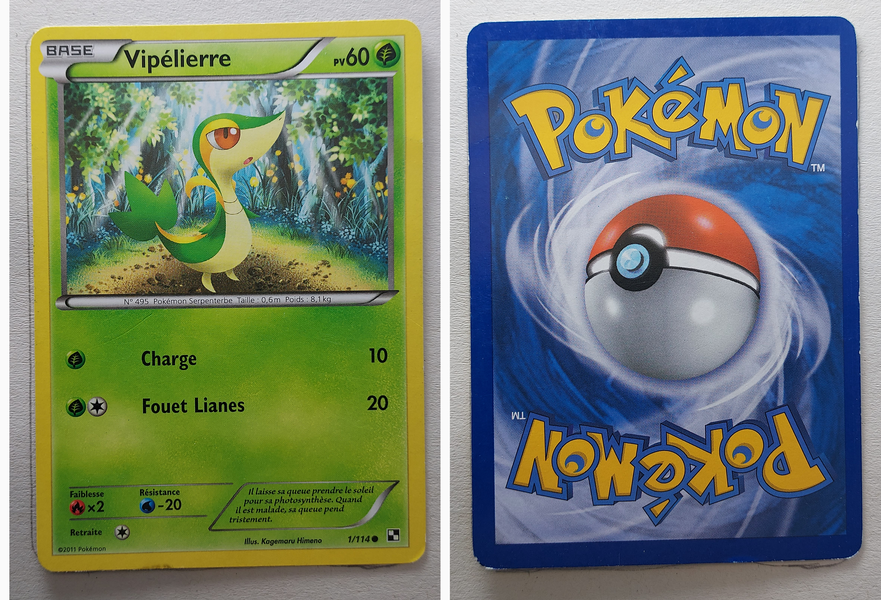 BASE
Vipélierre
PV60
N° 495 Pokémon Serpenterbe Taille : 0,6m Poids : 8,1kg
Charge 10
Fouet Lianes 20
Faiblesse
×2
Résistance
-20
Retraite
Il laisse sa queue prendre le soleil
pour sa photosynthèse. Quand
il est malade, sa queue pend
tristement.
©2011 Pokémon
Illus. Kagemaru Himeno
1/114
POKéMON
TM
TM
POKéMON